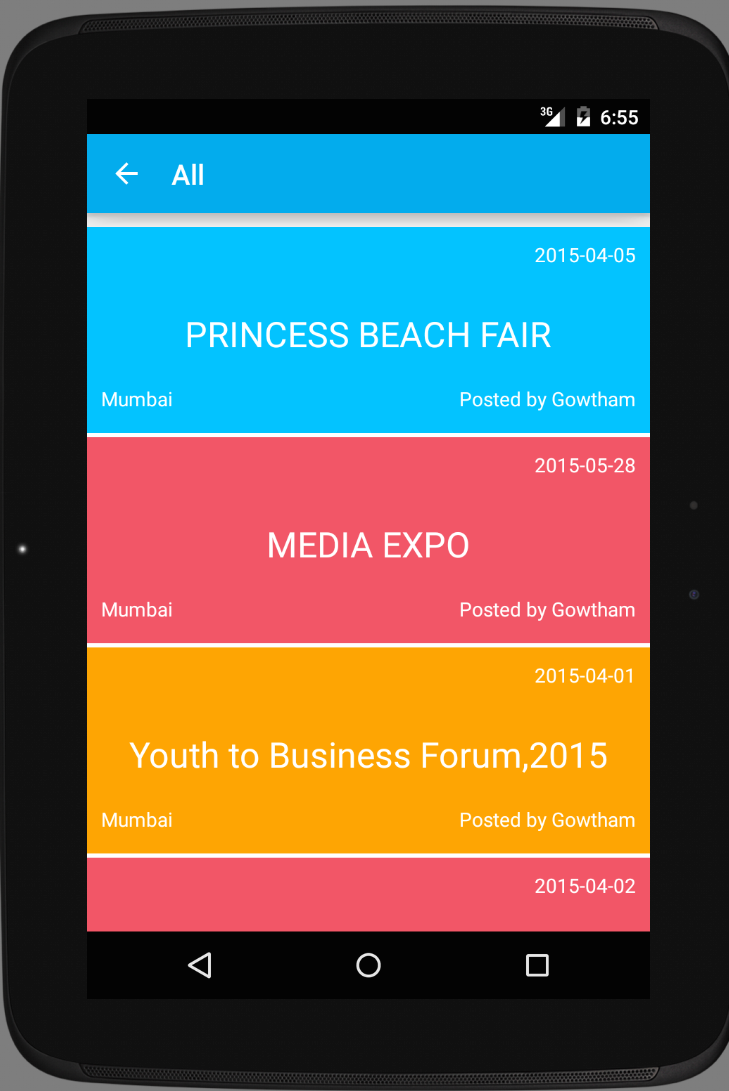 3G 6:55
All
2015-04-05
PRINCESS BEACH FAIR
Mumbai Posted by Gowtham
2015-05-28
MEDIA EXPO
Mumbai Posted by Gowtham
2015-04-01
Youth to Business Forum,2015
Mumbai Posted by Gowtham
2015-04-02